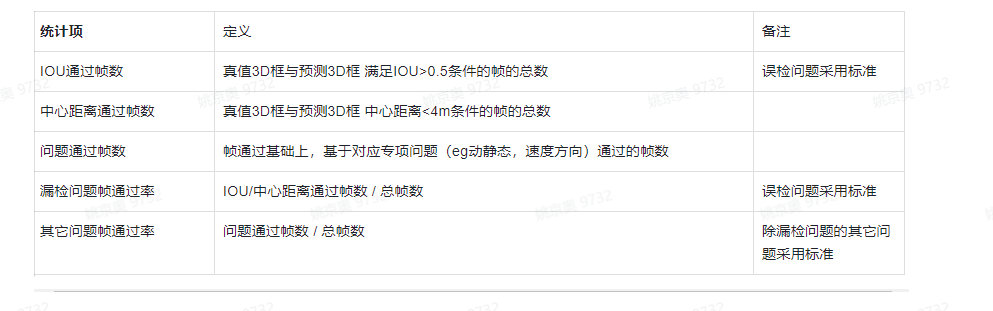 统计项 定义 备注
IOU通过帧数 真值3D框与预测3D框 满足IOU>0.5条件的帧的总数 误检问题采用标准
中心距离通过帧数 真值3D框与预测3D框 中心距离<4m条件的帧的总数
问题通过帧数 帧通过基础上，基于对应专项问题（eg动静态，速度方向）通过的帧数
漏检问题帧通过率 IOU/中心距离通过帧数 / 总帧数 误检问题采用标准
其它问题帧通过率 问题通过帧数 / 总帧数 除漏检问题的其它问
题采用标准